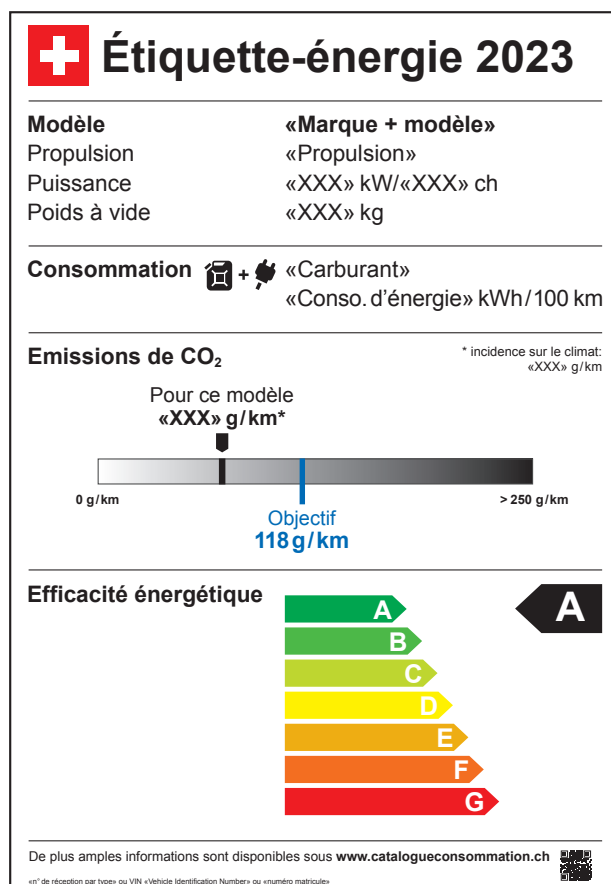 Étiquette-énergie 2023
Modèle «Marque + modèle»
Propulsion «Propulsion»
Puissance «XXX» kW/«XXX» ch
Poids à vide «XXX» kg
Consommation + «Carburant»
«Conso. d'énergie» kWh/100 km
Emissions de CO₂
* incidence sur le climat:
«XXX» g/km
Pour ce modèle
«XXX» g/km*
0 g/km > 250 g/km
Objectif
118 g/km
Efficacité énergétique
A A
B
C
D
E
F
G
De plus amples informations sont disponibles sous www.catalogueconsommation.ch
«n° de réception par type» ou VIN «Vehicle Identification Number» ou «numéro matricule»